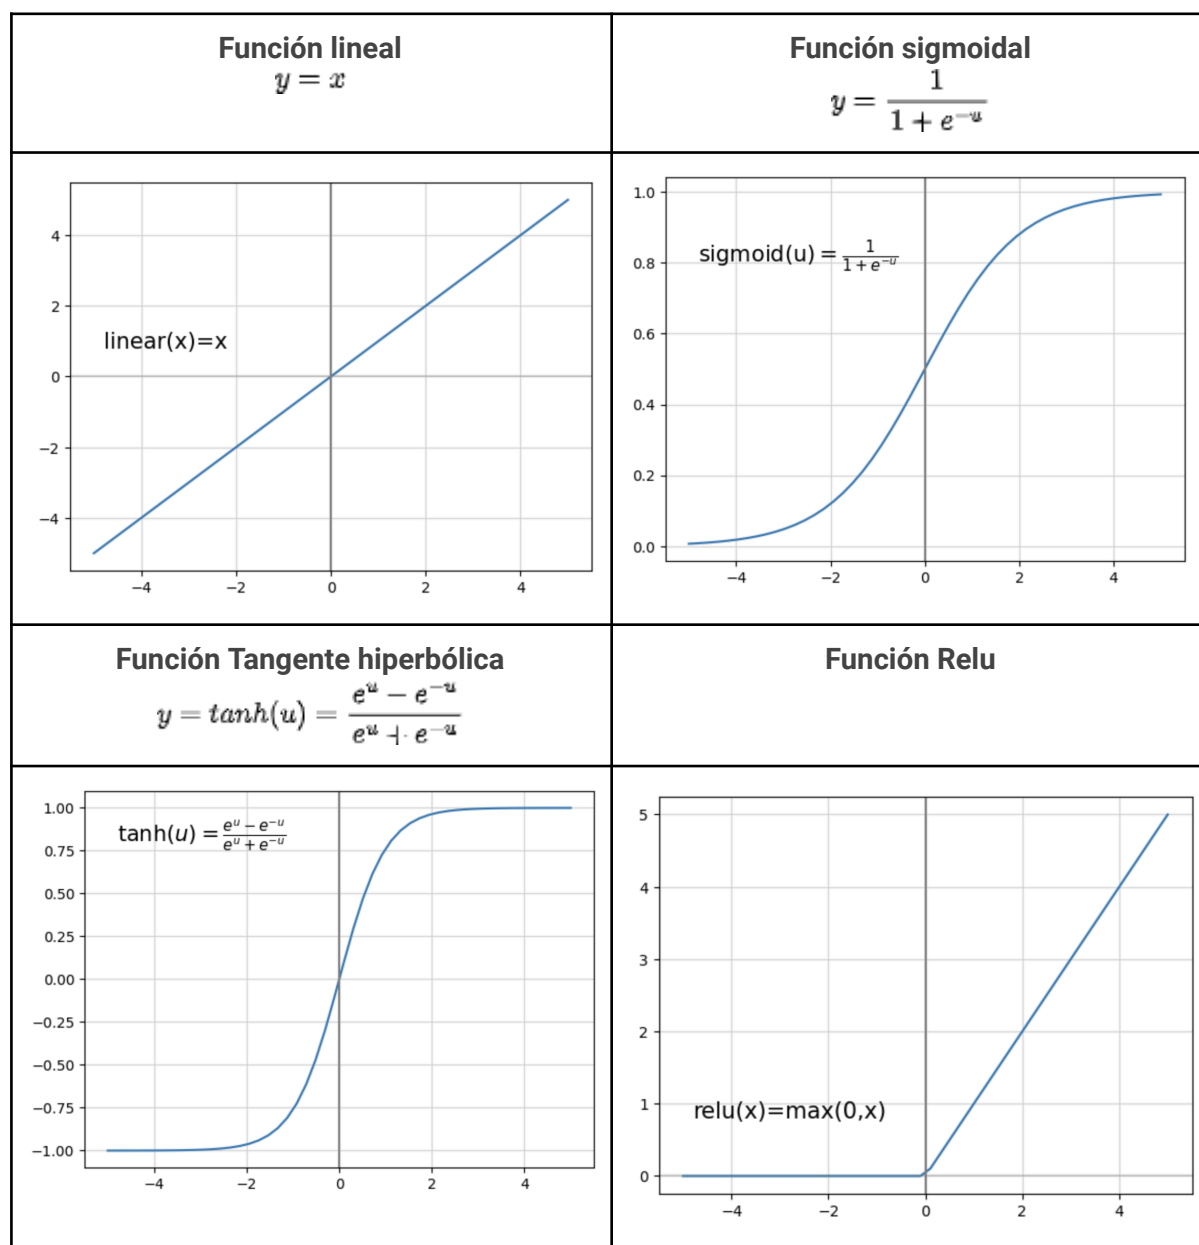 Función lineal
y = x
Función sigmoidal
y = \frac{1}{1 + e^{-u}}
4
2
0
−2
−4
linear(x)=x
−4 −2 0 2 4
1.0
0.8
0.6
0.4
0.2
0.0
sigmoid(u) = \frac{1}{1 + e^{-u}}
−4 −2 0 2 4
Función Tangente hiperbólica
y = tanh(u) = \frac{e^u − e^{−u}}{e^u + e^{−u}}
Función Relu
1.00
0.75
0.50
0.25
0.00
−0.25
−0.50
−0.75
−1.00
tanh(u) = \frac{e^u − e^{−u}}{e^u + e^{−u}}
−4 −2 0 2 4
5
4
3
2
1
0
relu(x)=max(0,x)
−4 −2 0 2 4